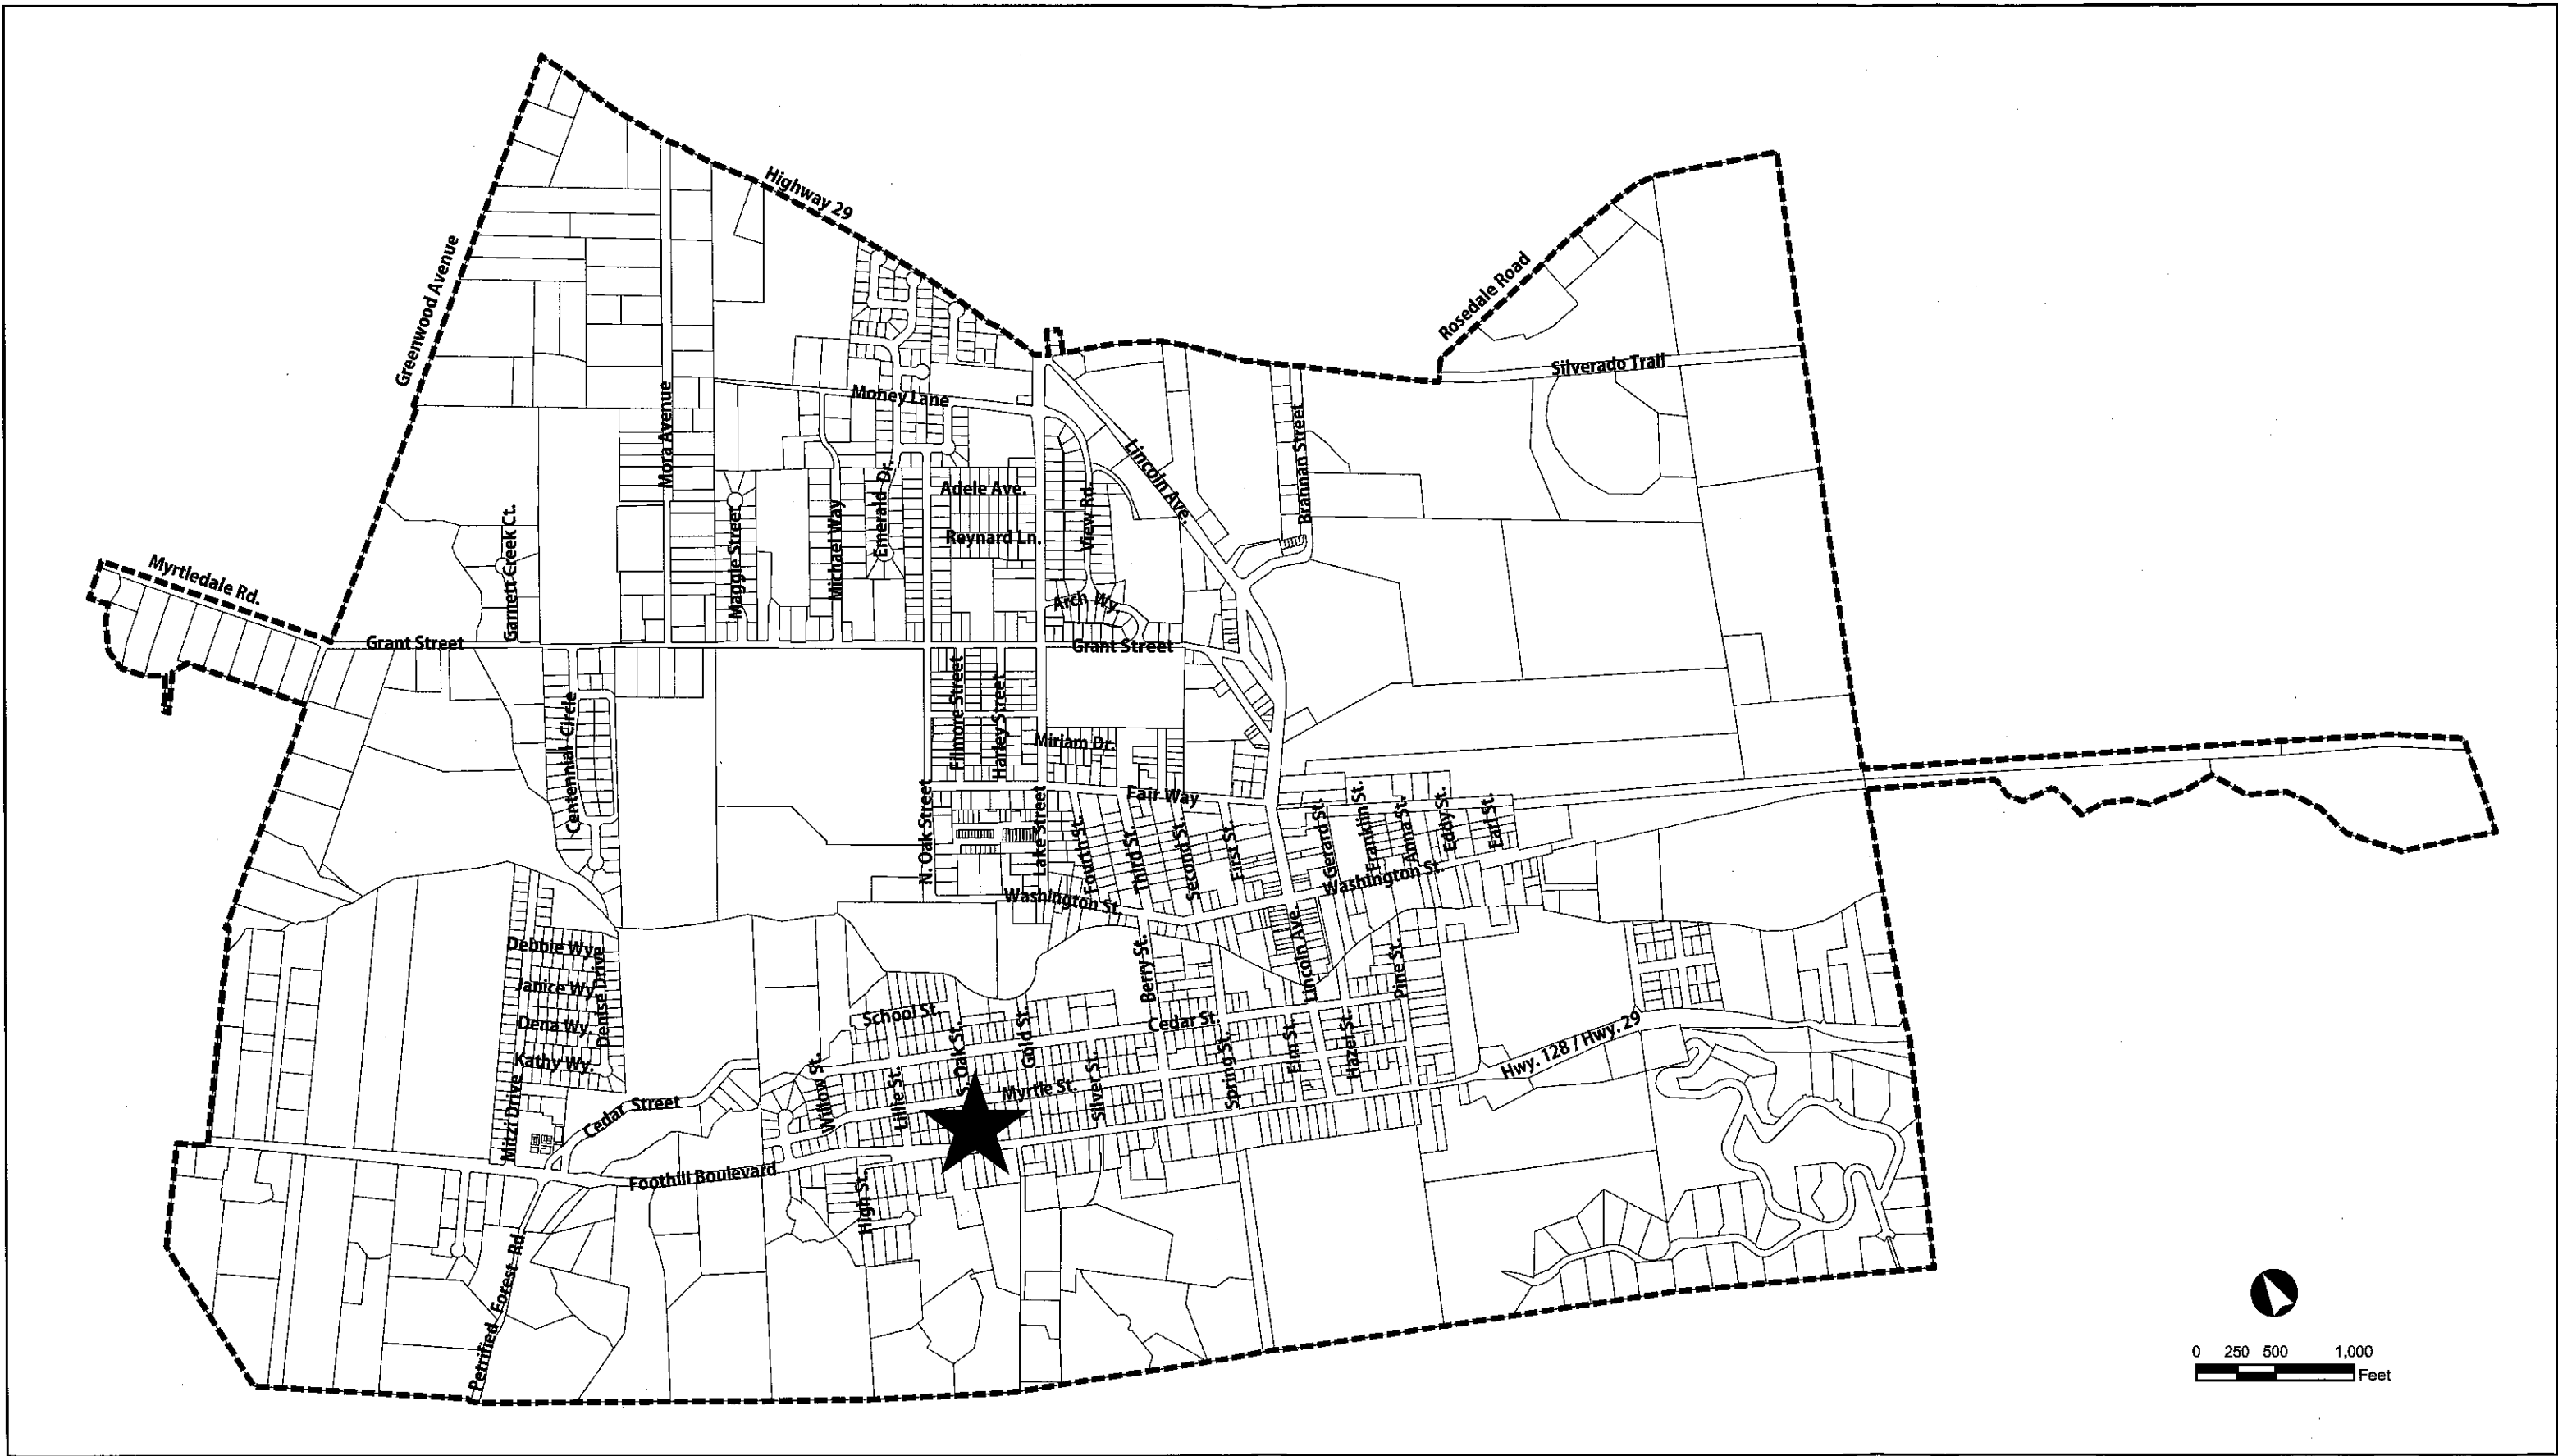 Highway 29
Greenwood Avenue
Rosedale Road
Silverado Trail
Money Lane
Mora Avenue
Brannan Street
Lincoln Ave.
Adele Ave.
Emerald Dr.
View Rd.
Garnett Creek Ct.
Maggie Street
Michael Way
Reynard Ln.
Myrtledale Rd.
Arch Wy.
Grant Street
Grant Street
Filmore Street
Harley Street
Centennial Circle
Miriam Dr.
Fair Way
N. Oak Street
Lake Street
Fourth St.
Third St.
Second St.
First St.
Gerard St.
Franklin St.
Anna St.
Eddy St.
Earl St.
Washington St.
Washington St.
Debbie Wy.
Janice Wy.
Dena Wy.
Kathy Wy.
Denise Drive
Mitzi Drive
Berry St.
Lincoln Ave.
Pine St.
School St.
Cedar St.
S. Oak St.
Gold St.
Willow St.
Lillie St.
Myrtle St.
Silver St.
Spring St.
Elm St.
Hazel St.
Hwy. 128 / Hwy. 29
Cedar Street
Foothill Boulevard
High St.
Petrified Forest Rd.
0 250 500 1,000
Feet